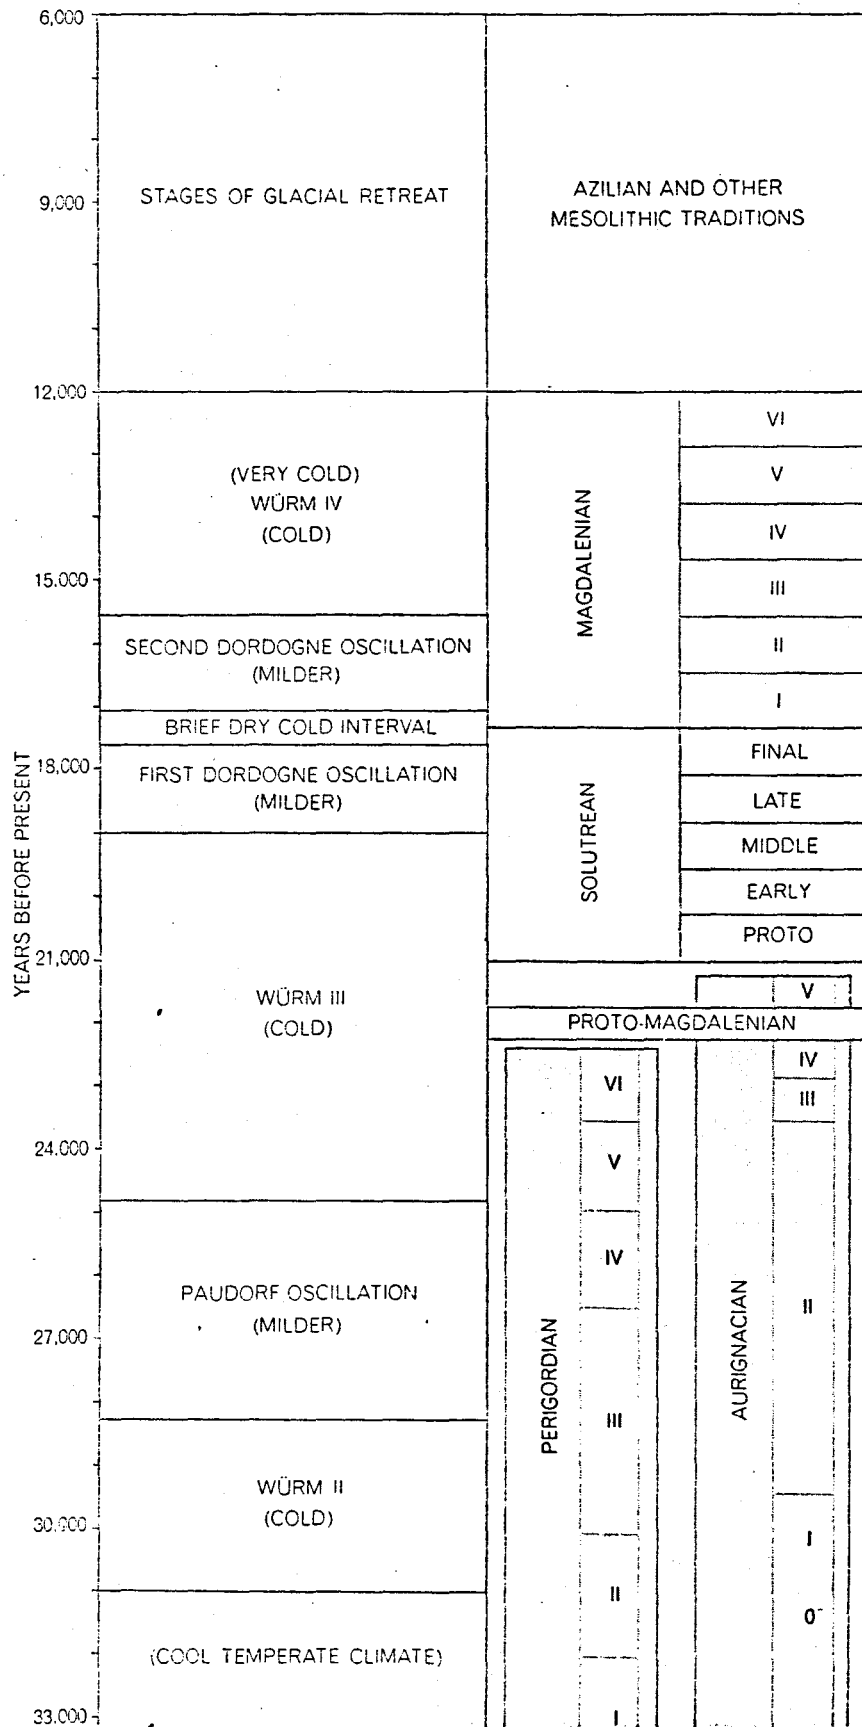 6,000
9,000
12,000
15.000
18,000
21,000
24.000
27,000
30.000
33.000
YEARS BEFORE PRESENT
STAGES OF GLACIAL RETREAT
(VERY COLD)
WÜRM IV
(COLD)
SECOND DORDOGNE OSCILLATION
(MILDER)
BRIEF DRY COLD INTERVAL
FIRST DORDOGNE OSCILLATION
(MILDER)
WÜRM III
(COLD)
PAUDORF OSCILLATION
(MILDER)
WÜRM II
(COLD)
(COOL TEMPERATE CLIMATE)
AZILIAN AND OTHER
MESOLITHIC TRADITIONS
MAGDALENIAN
VI
V
IV
III
II
I
SOLUTREAN
FINAL
LATE
MIDDLE
EARLY
PROTO
V
PROTO-MAGDALENIAN
PERIGORDIAN
VI
V
IV
III
II
I
AURIGNACIAN
IV
III
II
I
0